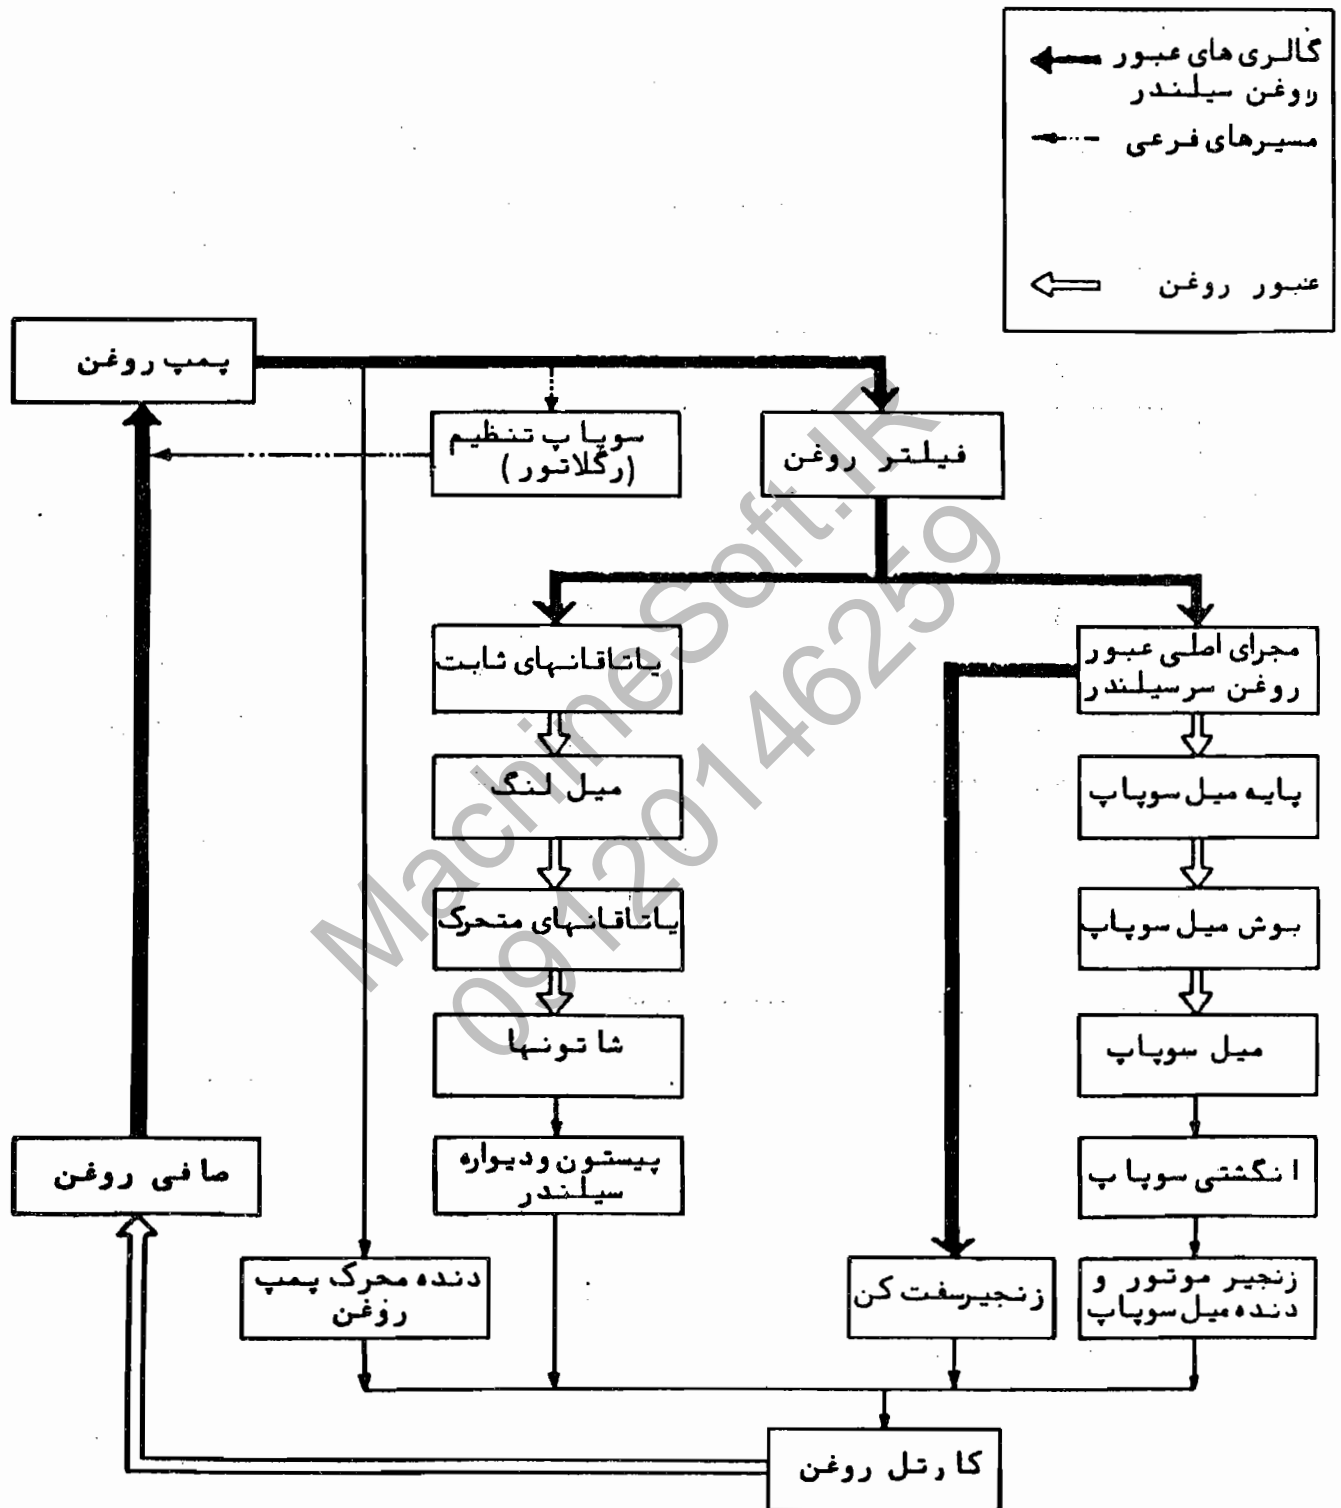 گالری های عبور
روغن سیلندر
مسیرهای فرعی
عبور روغن
پمپ روغن
سوپاپ تنظیم
(رگلاتور)
فیلتر روغن
یاتاقانهای ثابت
مجرای اصلی عبور
روغن سرسیلندر
میل لنگ
پایه میل سوپاپ
یاتاقانهای متحرک
بوش میل سوپاپ
شاتونها
میل سوپاپ
صافی روغن
پیستون ودیواره
سیلندر
انگشتی سوپاپ
دنده محرک پمپ
روغن
زنجیرسفت کن
زنجیر موتور و
دنده میل سوپاپ
کارتل روغن
MachineSoft.IR
09120146259